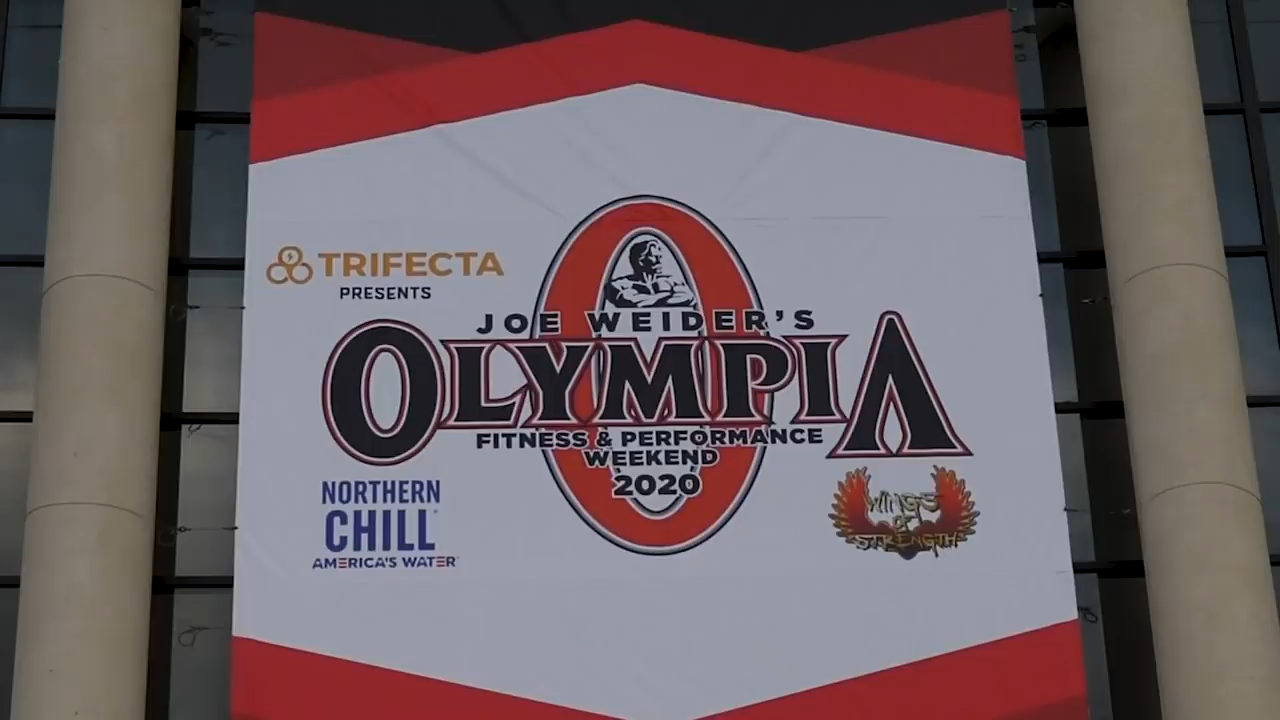 TRIFECTA
PRESENTS
JOE WEIDER'S
OLYMPIA
FITNESS & PERFORMANCE
WEEKEND
2020
NORTHERN
CHILL
AMERICA'S WATER
WINGS
OF
STRENGTH